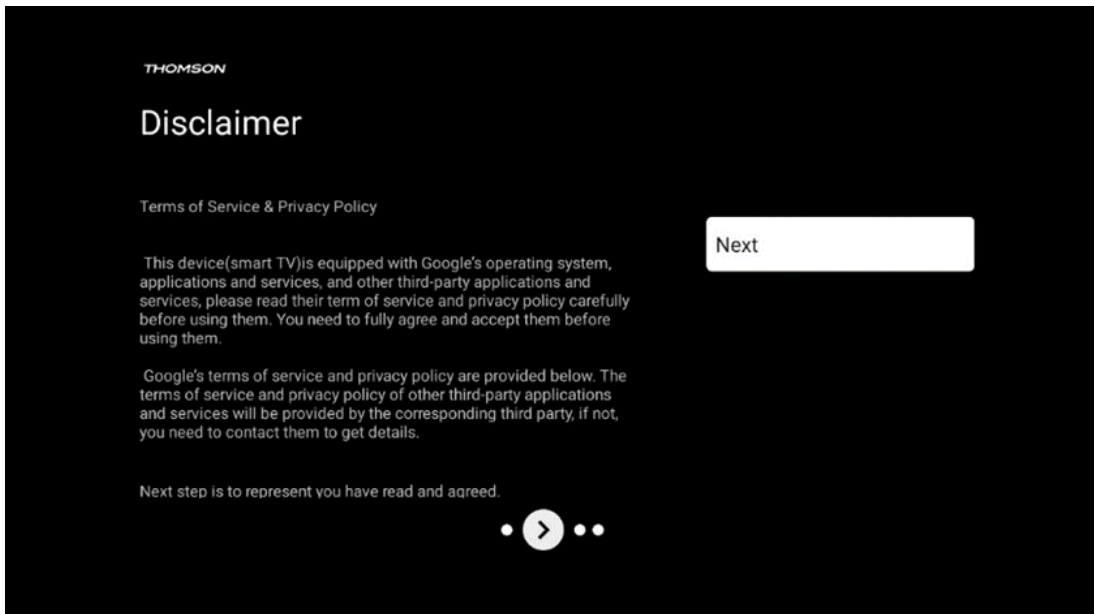 THOMSON
Disclaimer
Terms of Service & Privacy Policy
This device(smart TV)is equipped with Google's operating system,
applications and services, and other third-party applications and
services, please read their term of service and privacy policy carefully
before using them. You need to fully agree and accept them before
using them.
Google's terms of service and privacy policy are provided below. The
terms of service and privacy policy of other third-party applications
and services will be provided by the corresponding third party, if not,
you need to contact them to get details.
Next step is to represent you have read and agreed.
Next